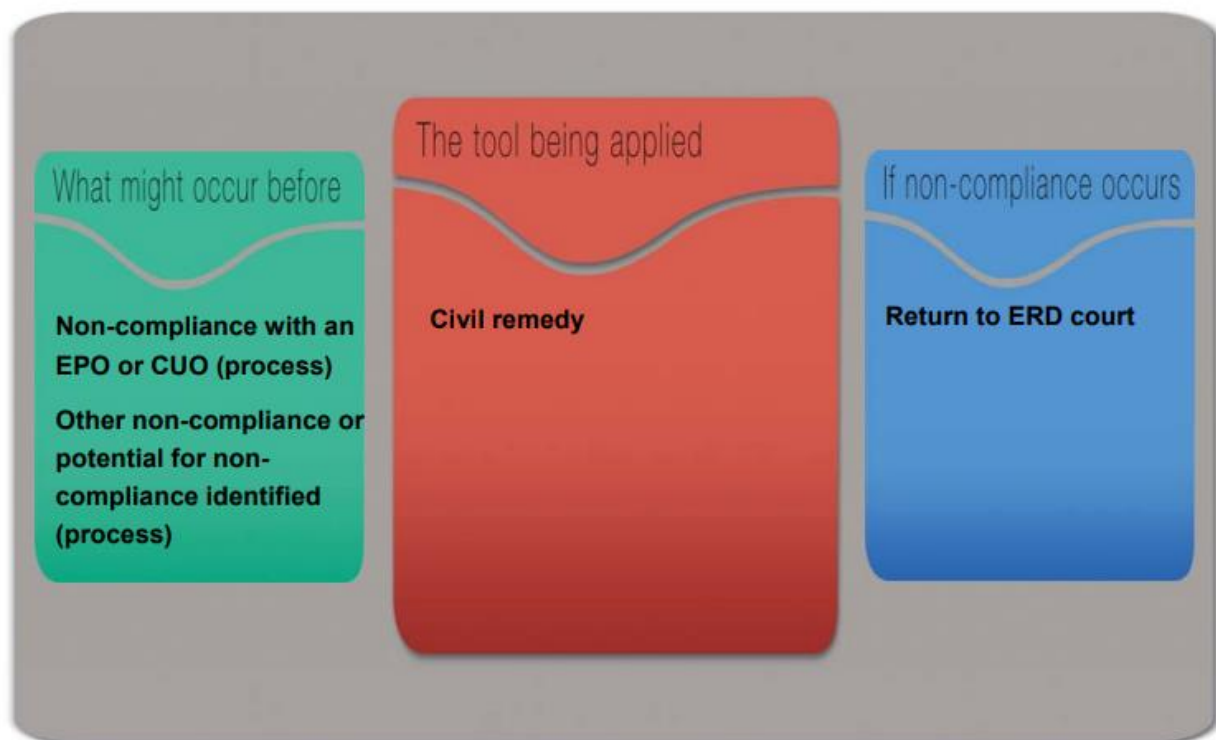 What might occur before
Non-compliance with an
EPO or CUO (process)
Other non-compliance or
potential for non-
compliance identified
(process)
The tool being applied
Civil remedy
If non-compliance occurs
Return to ERD court